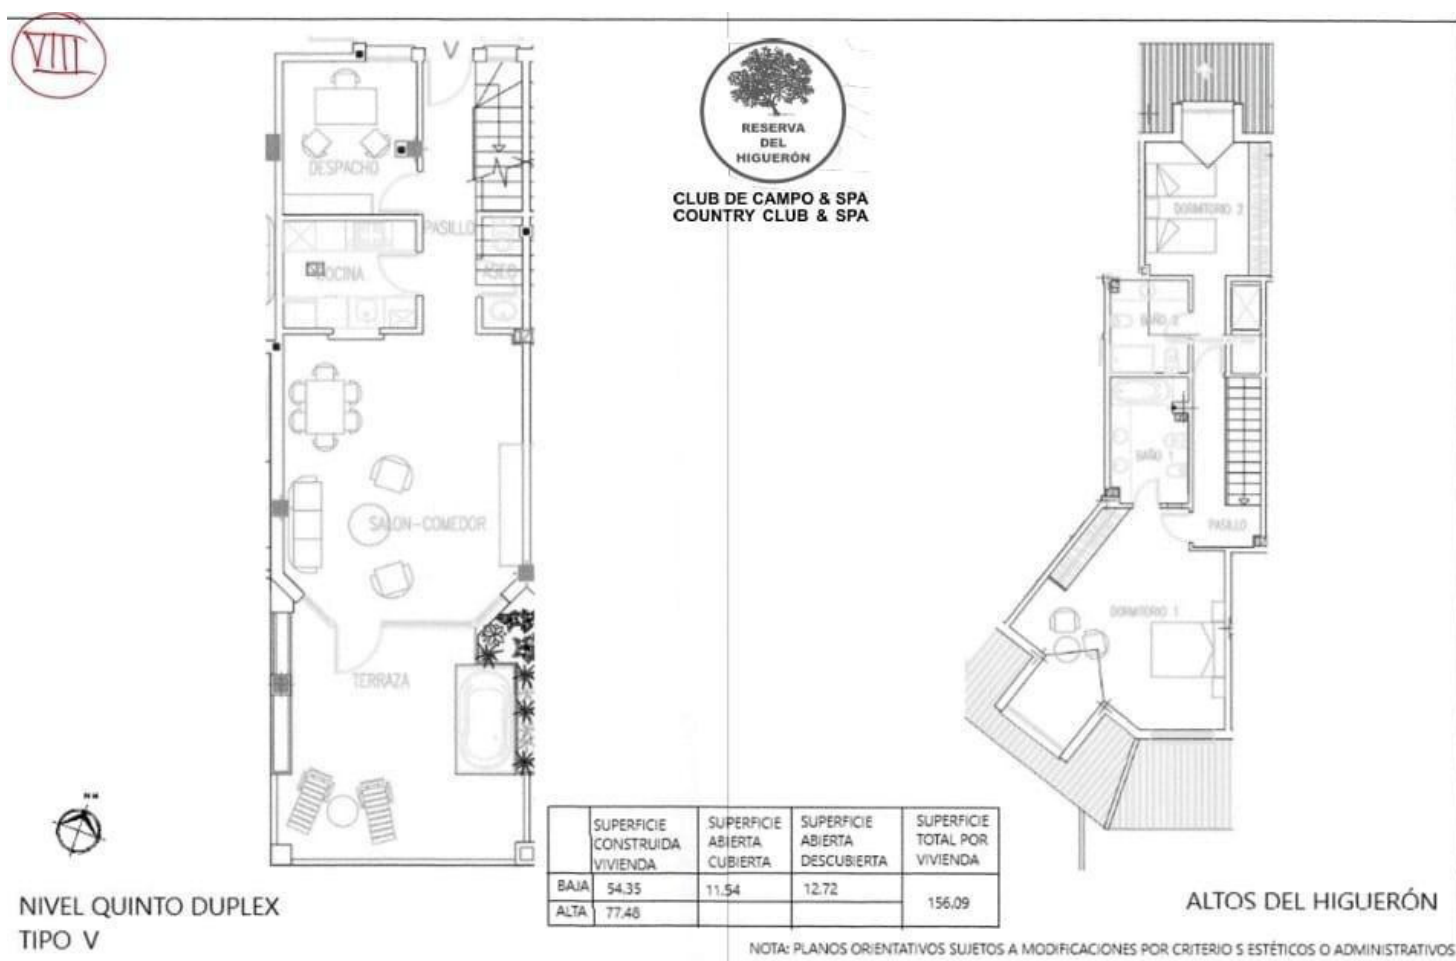 VIII
V
RESERVA
DEL
HIGUERÓN
CLUB DE CAMPO & SPA
COUNTRY CLUB & SPA
DESPACHO
PASILLO
COCINA
ASEO
SALON-COMEDOR
TERRAZA
DORMITORIO 2
BAÑO 2
BAÑO 1
PASILLO
DORMITORIO 1
SUPERFICIE CONSTRUIDA VIVIENDA
SUPERFICIE ABIERTA CUBIERTA
SUPERFICIE ABIERTA DESCUBIERTA
SUPERFICIE TOTAL POR VIVIENDA
BAJA 54.35 11.54 12.72 156.09
ALTA 77.48
NIVEL QUINTO DUPLEX
TIPO V
ALTOS DEL HIGUERÓN
NOTA: PLANOS ORIENTATIVOS SUJETOS A MODIFICACIONES POR CRITERIO S ESTÉTICOS O ADMINISTRATIVOS